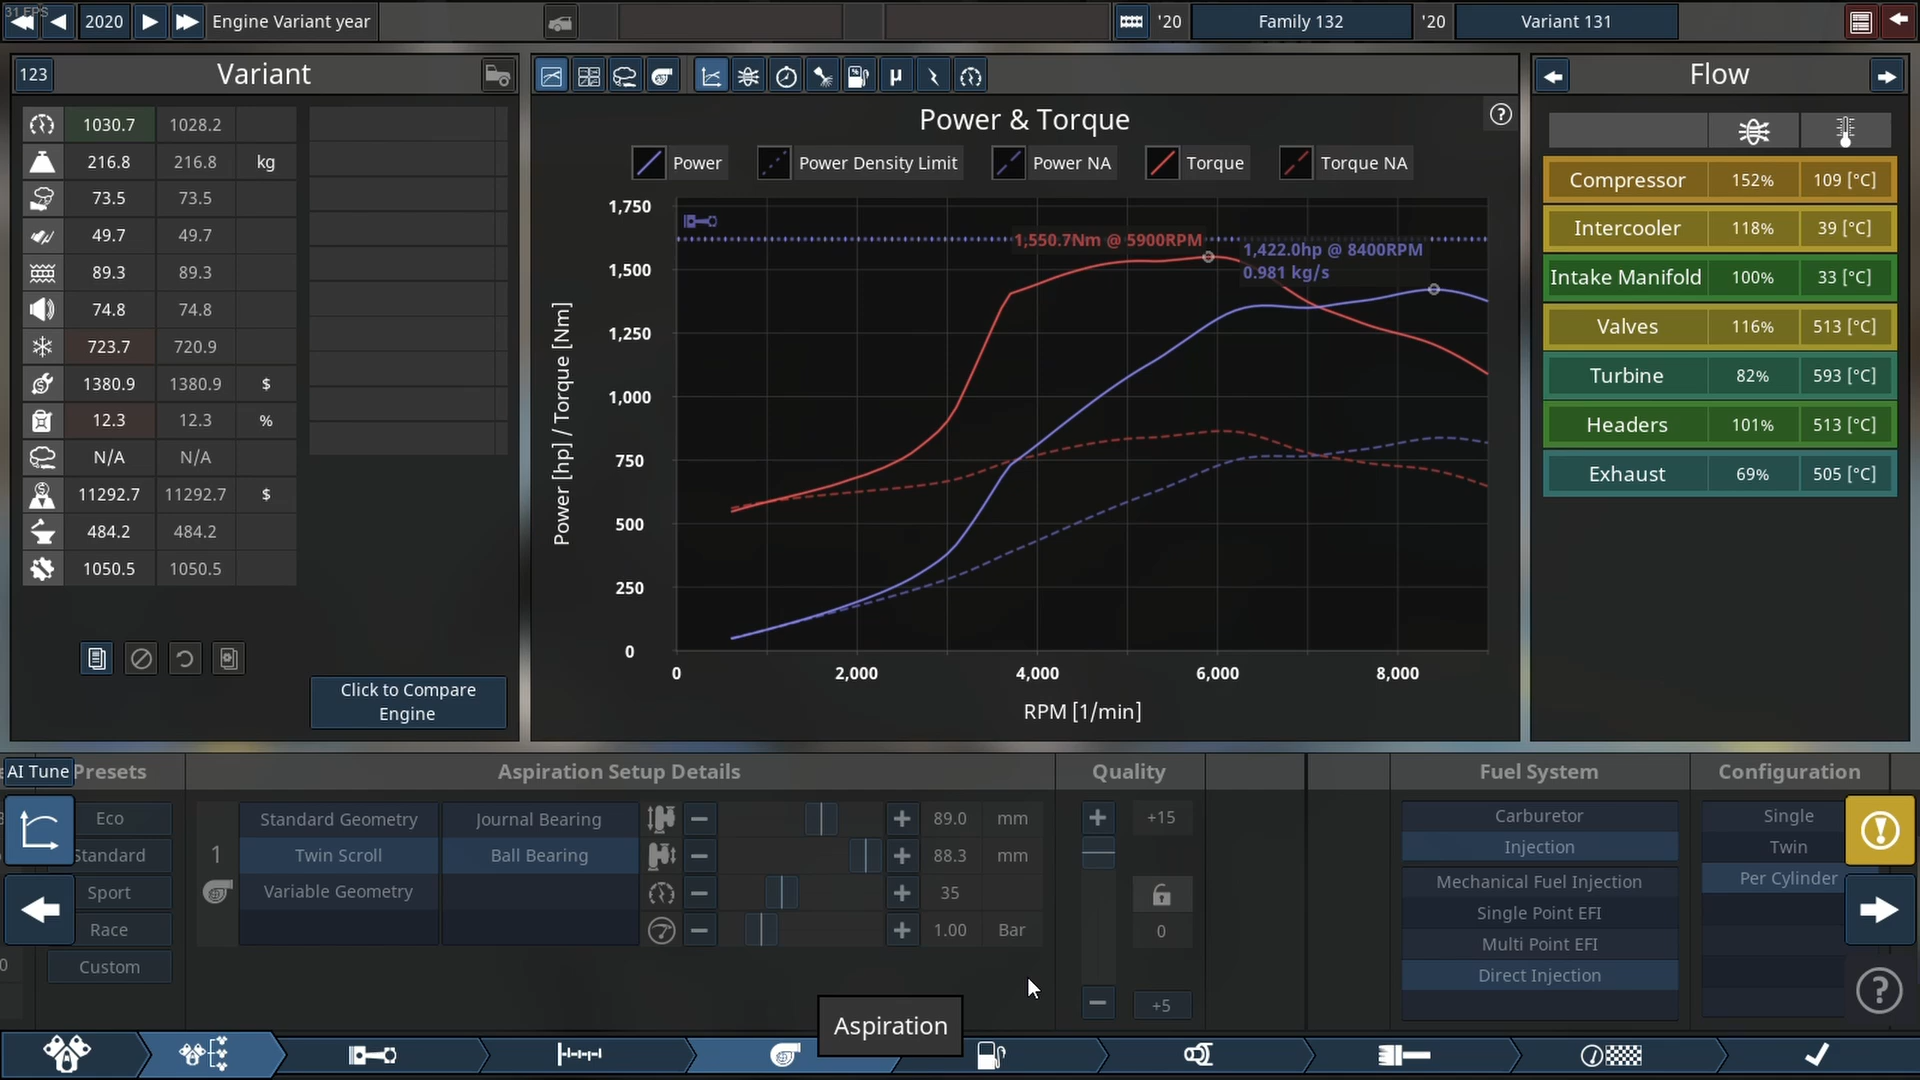 31 FPS
2020
Engine Variant year
'20
Family 132
'20
Variant 131
123
Variant
1030.7 1028.2
216.8 216.8 kg
73.5 73.5
49.7 49.7
89.3 89.3
74.8 74.8
723.7 720.9
1380.9 1380.9 $
12.3 12.3 %
N/A N/A
11292.7 11292.7 $
484.2 484.2
1050.5 1050.5
Click to Compare
Engine
Power & Torque
?
Power
Power Density Limit
Power NA
Torque
Torque NA
1,750
1,500
1,250
1,000
750
500
250
0
Power [hp] / Torque [Nm]
1,550.7Nm @ 5900RPM
1,422.0hp @ 8400RPM
0.981 kg/s
0 2,000 4,000 6,000 8,000
RPM [1/min]
Flow
Compressor 152% 109 [°C]
Intercooler 118% 39 [°C]
Intake Manifold 100% 33 [°C]
Valves 116% 513 [°C]
Turbine 82% 593 [°C]
Headers 101% 513 [°C]
Exhaust 69% 505 [°C]
AI Tune
Presets
Eco
Standard
Sport
Race
Custom
0
Aspiration Setup Details
1
Standard Geometry
Twin Scroll
Variable Geometry
Journal Bearing
Ball Bearing
89.0 mm
88.3 mm
35
1.00 Bar
Quality
+15
0
+5
Fuel System
Carburetor
Injection
Mechanical Fuel Injection
Single Point EFI
Multi Point EFI
Direct Injection
Configuration
Single
Twin
Per Cylinder
?
Aspiration